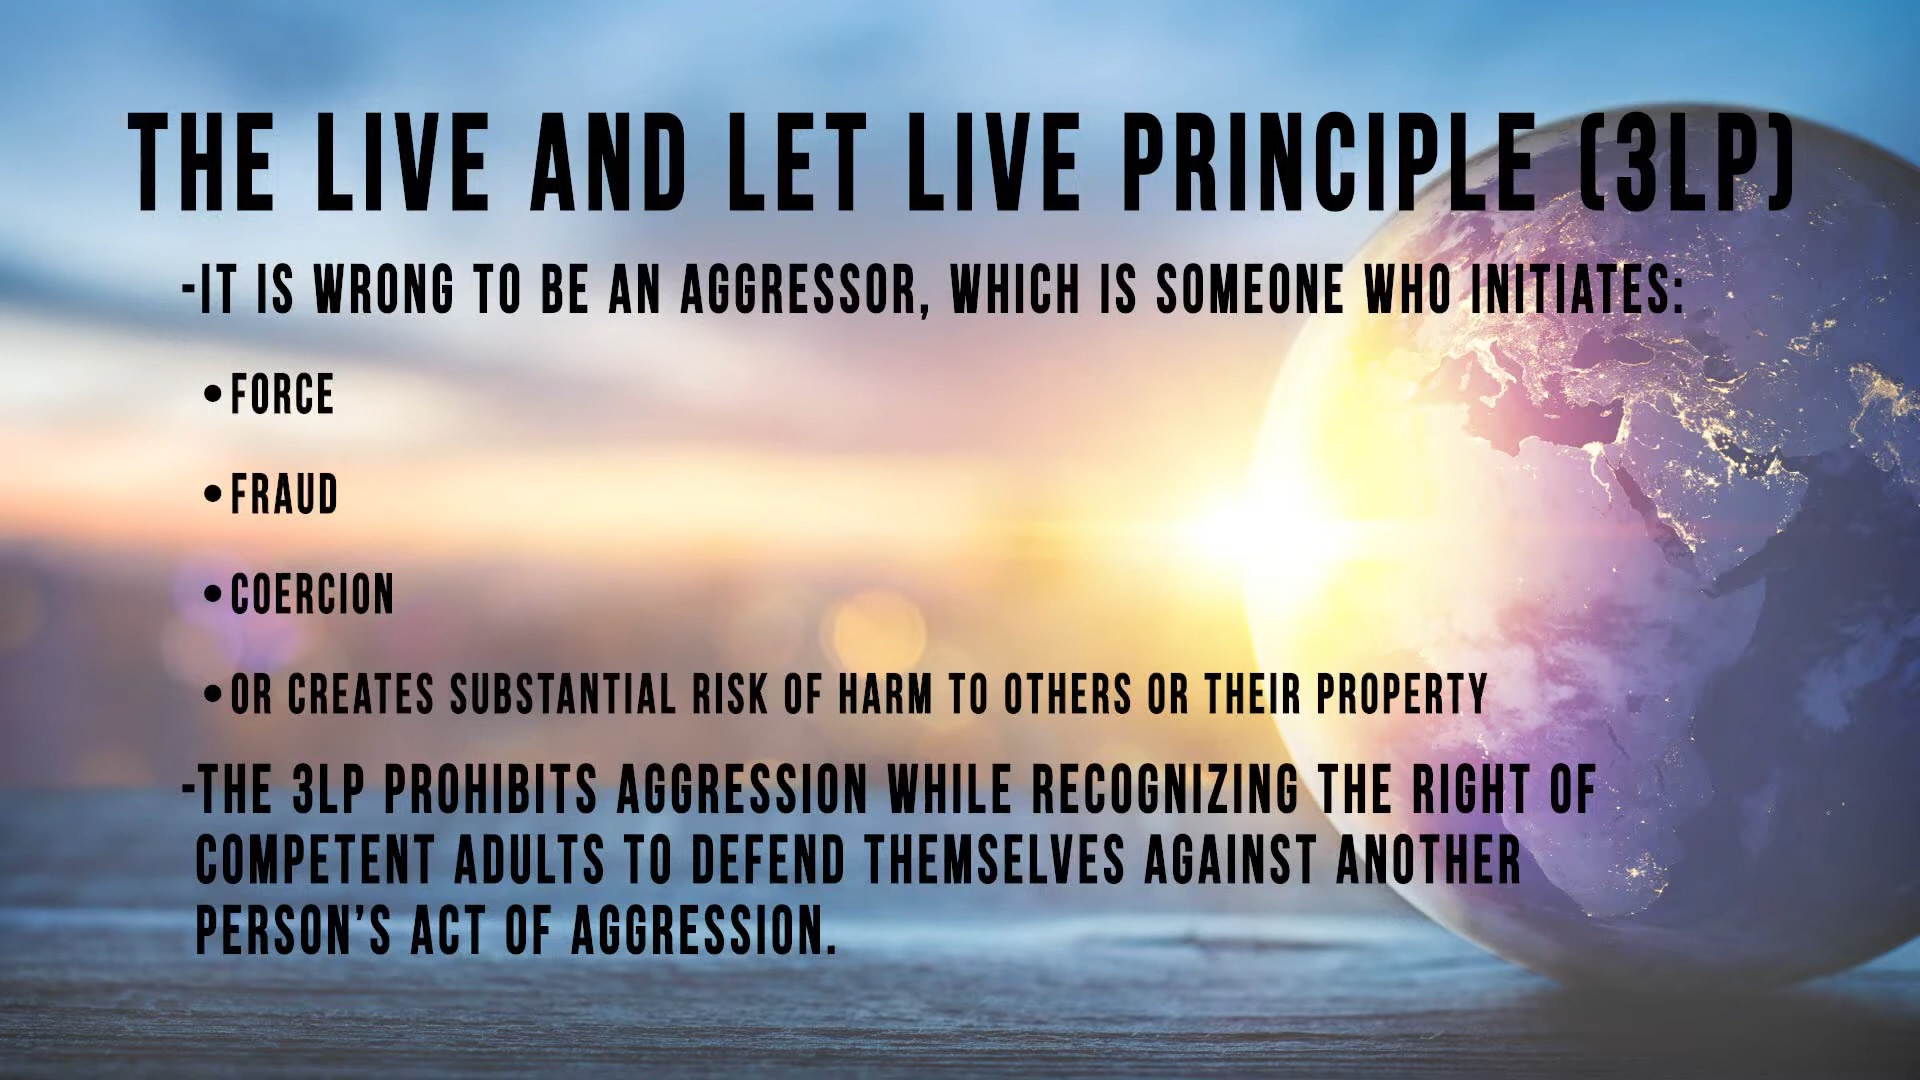 THE LIVE AND LET LIVE PRINCIPLE (3LP)
-IT IS WRONG TO BE AN AGGRESSOR, WHICH IS SOMEONE WHO INITIATES:
•FORCE
•FRAUD
•COERCION
•OR CREATES SUBSTANTIAL RISK OF HARM TO OTHERS OR THEIR PROPERTY
-THE 3LP PROHIBITS AGGRESSION WHILE RECOGNIZING THE RIGHT OF
COMPETENT ADULTS TO DEFEND THEMSELVES AGAINST ANOTHER
PERSON’S ACT OF AGGRESSION.